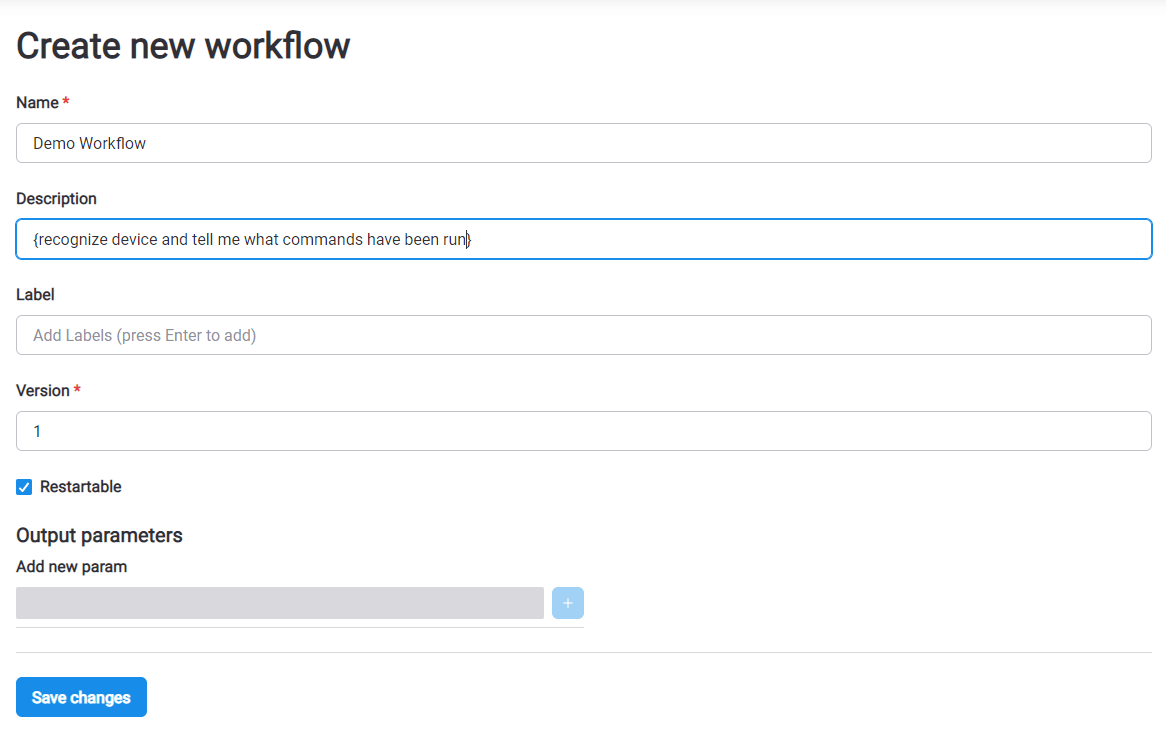 Create new workflow
Name *
Demo Workflow
Description
{recognize device and tell me what commands have been run}
Label
Add Labels (press Enter to add)
Version *
1
Restartable
Output parameters
Add new param
+
Save changes